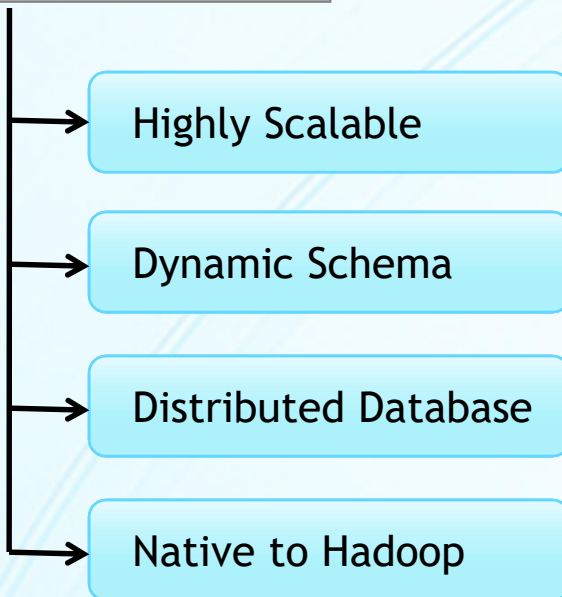 Highly Scalable
Dynamic Schema
Distributed Database
Native to Hadoop